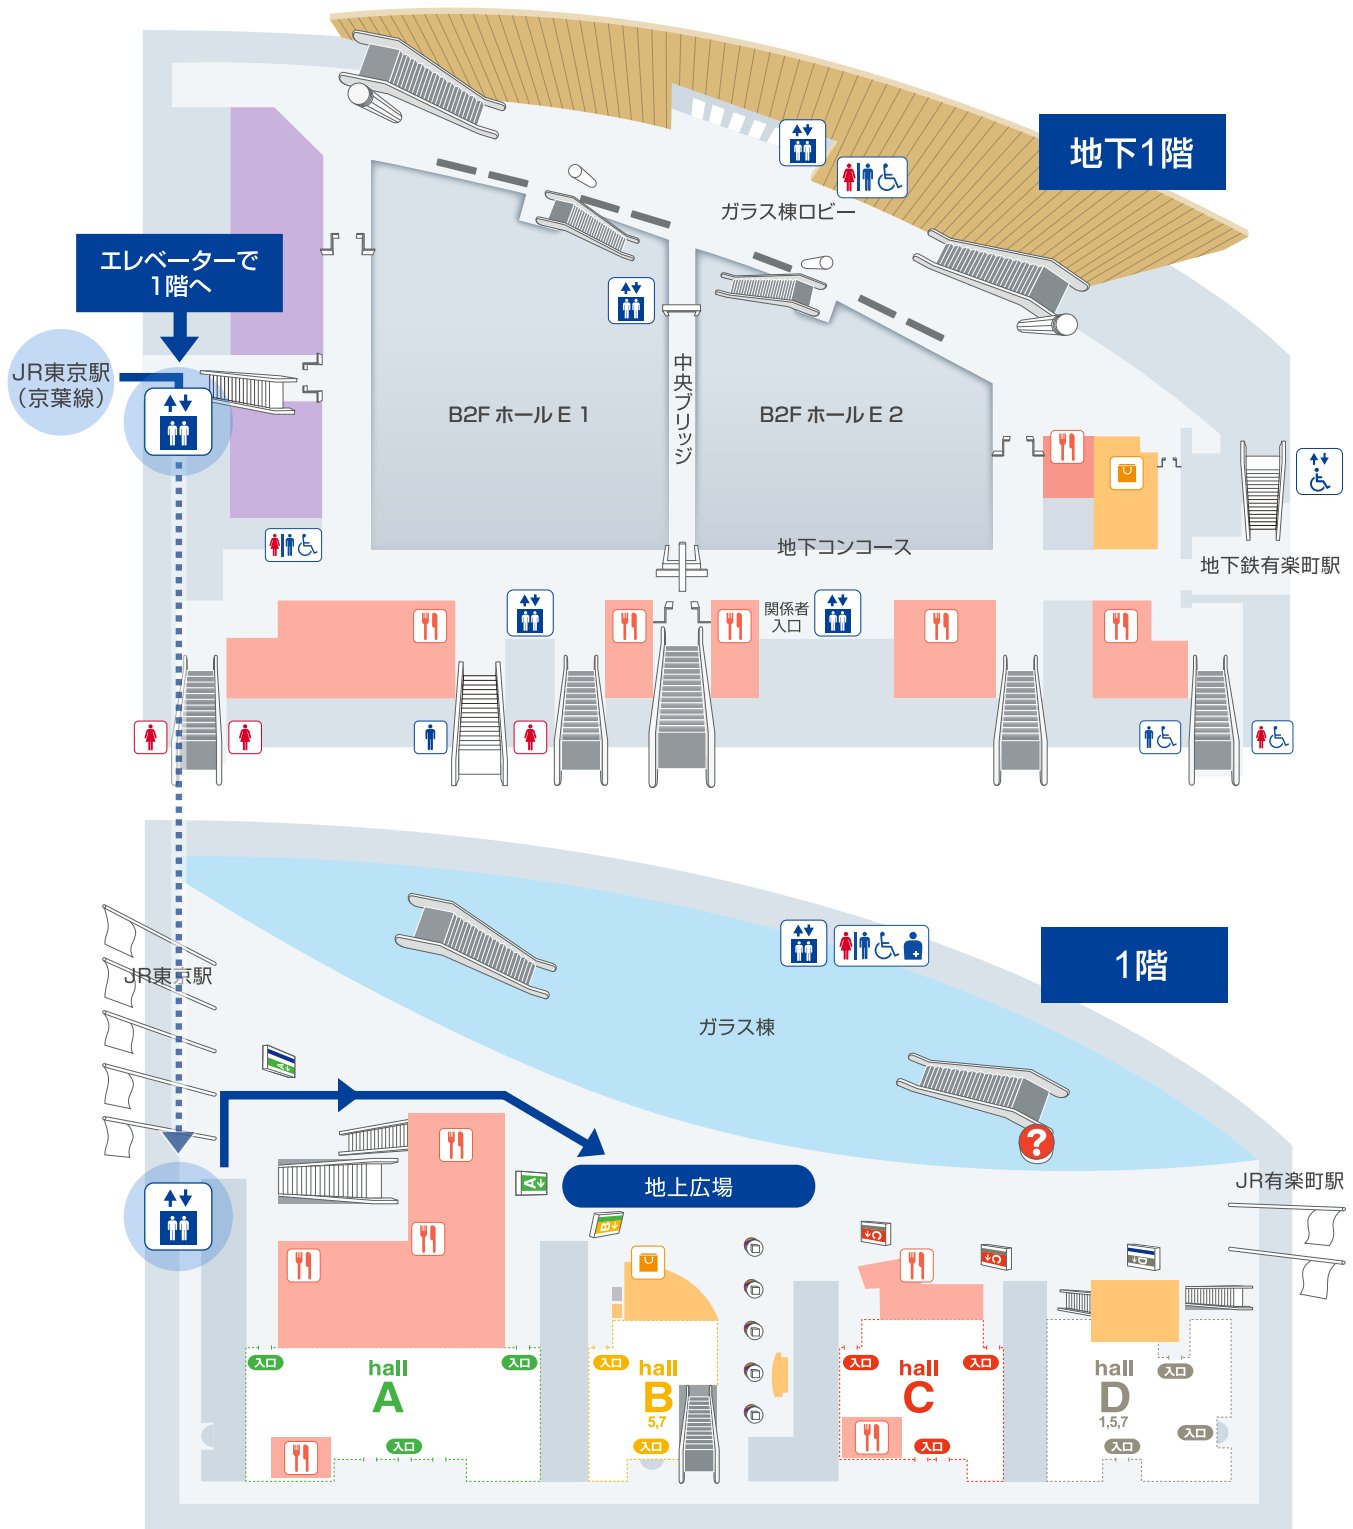 地下1階
ガラス棟ロビー
エレベーターで
1階へ
JR東京駅
（京葉線）
中央ブリッジ
B2F ホール E 1
B2F ホール E 2
地下コンコース
地下鉄有楽町駅
関係者
入口
1階
JR東京駅
ガラス棟
A
?
地上広場
A
JR有楽町駅
B
C
C
D
入口
hall
A
入口
入口
入口
hall
B
5,7
入口
入口
hall
C
入口
入口
hall
D
1,5,7
入口
入口
入口